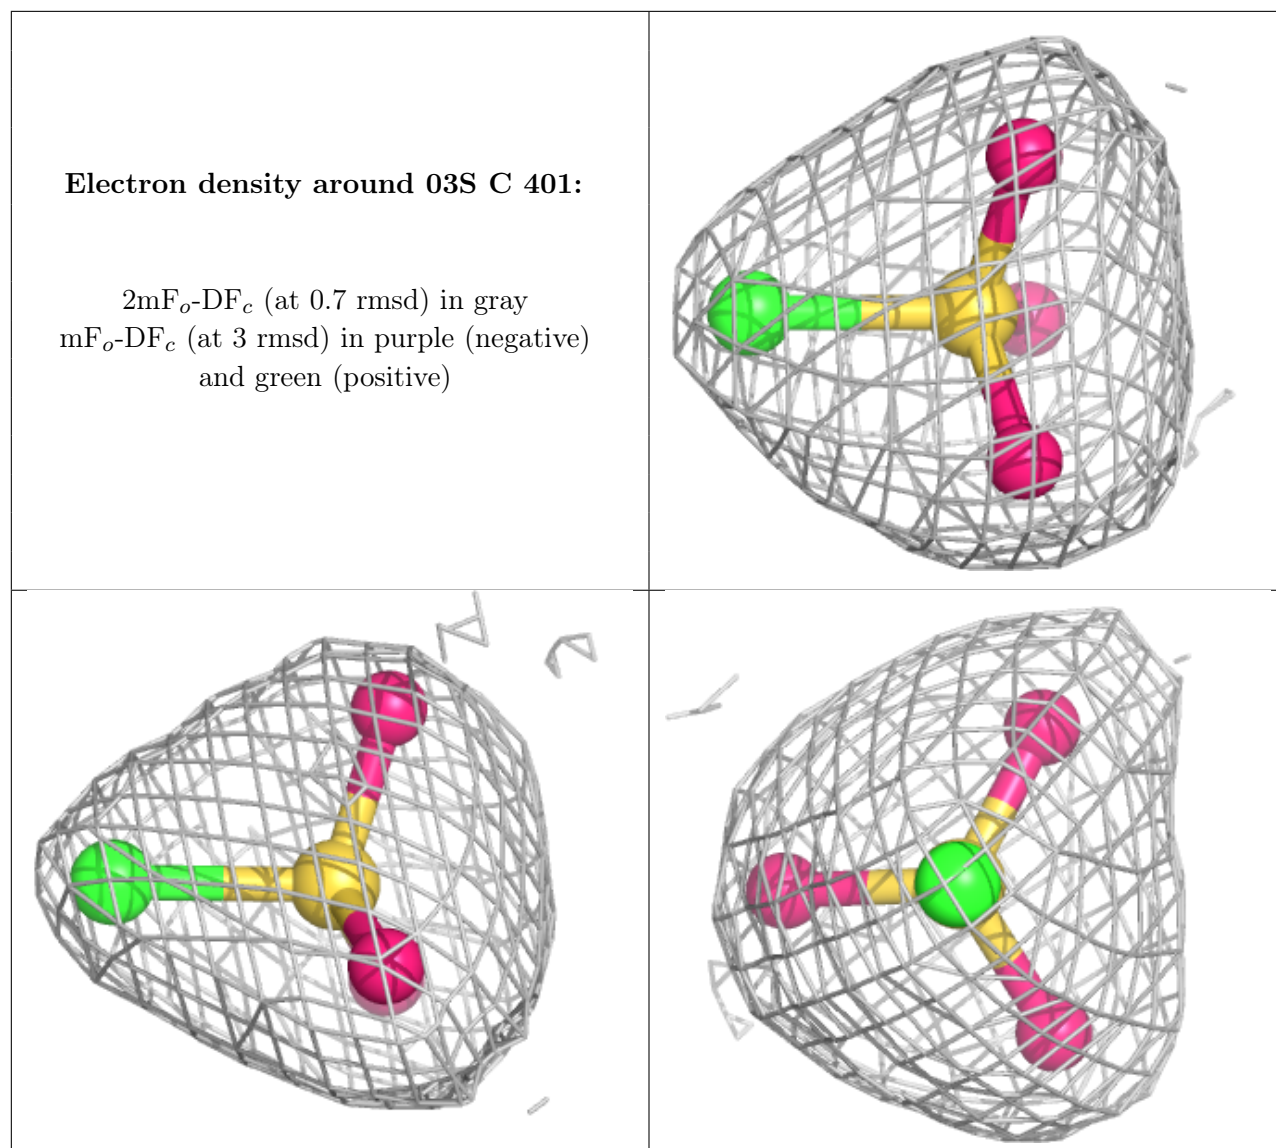 Electron density around 03S C 401:
2mFo-DFc (at 0.7 rmsd) in gray
mFo-DFc (at 3 rmsd) in purple (negative)
and green (positive)